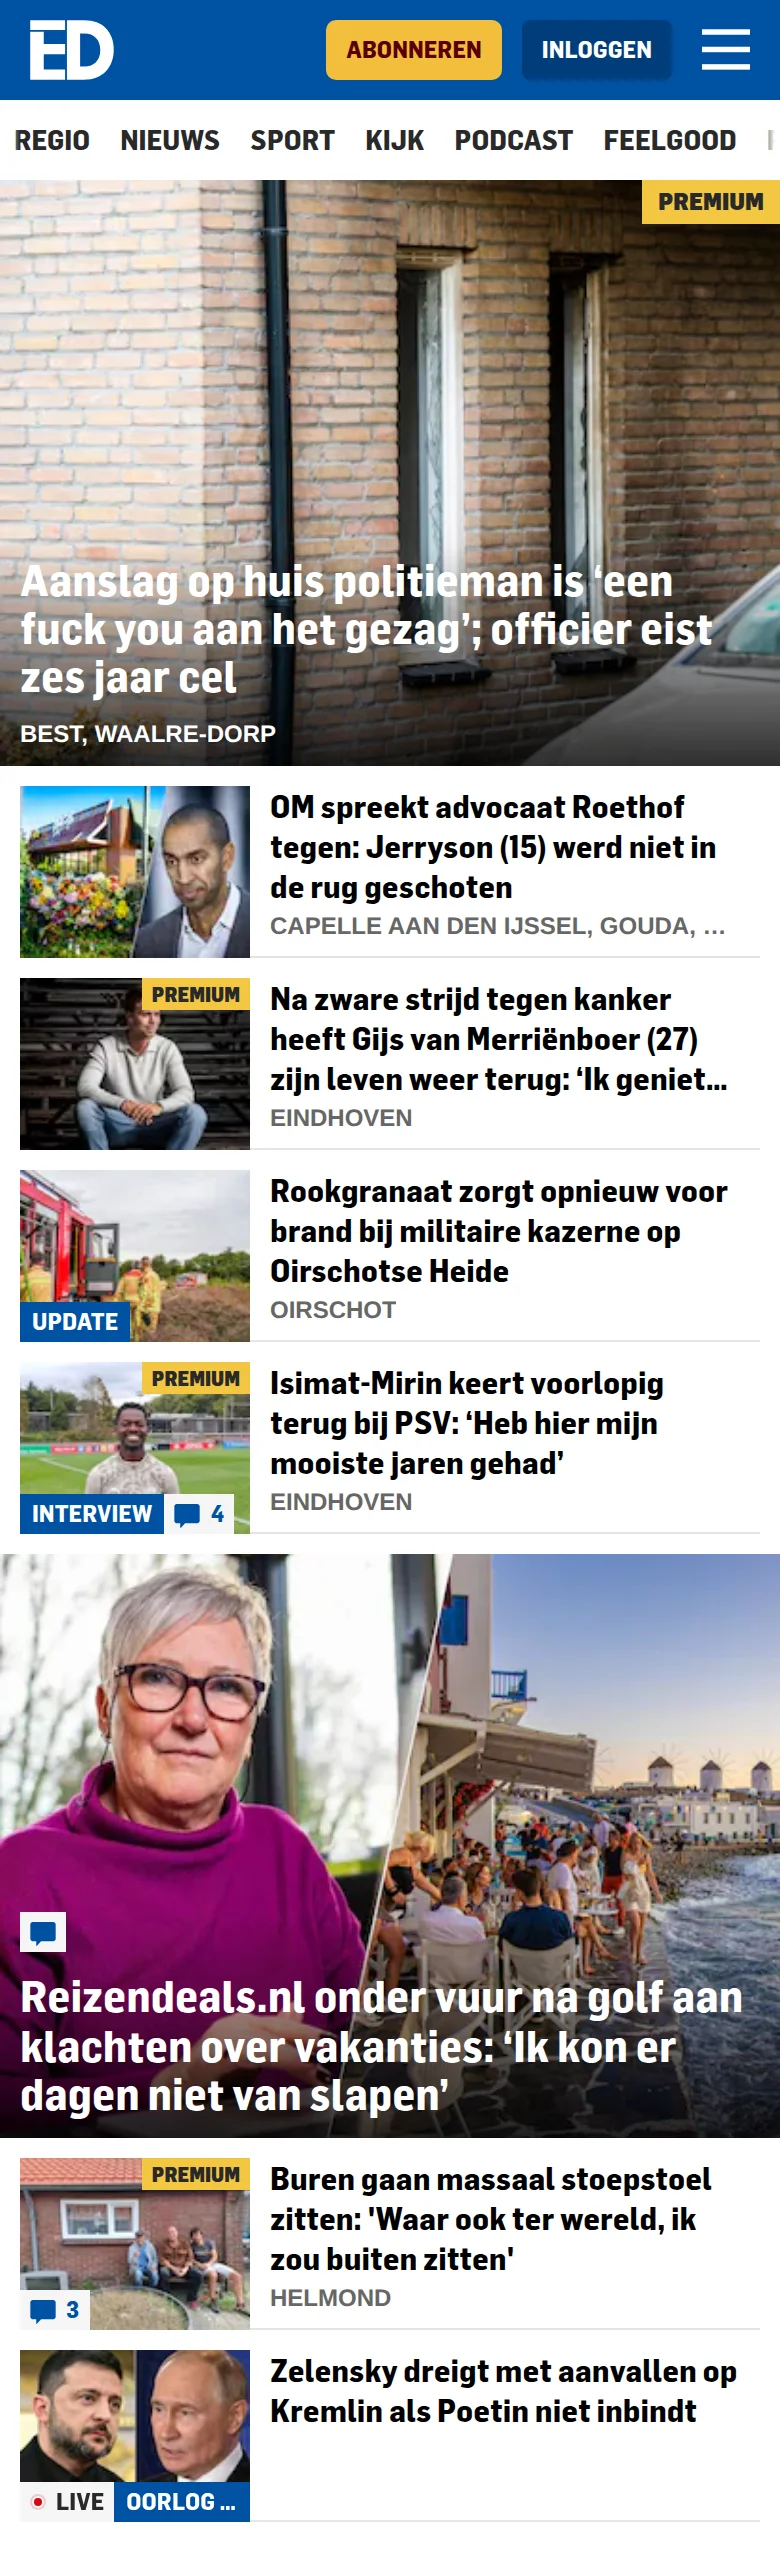 ED
ABONNEREN
INLOGGEN
REGIO NIEUWS SPORT KIJK PODCAST FEELGOOD
PREMIUM
Aanslag op huis politieman is ‘een
fuck you aan het gezag’; officier eist
zes jaar cel
BEST, WAALRE-DORP
OM spreekt advocaat Roethof
tegen: Jerryson (15) werd niet in
de rug geschoten
CAPELLE AAN DEN IJSSEL, GOUDA, ...
PREMIUM
Na zware strijd tegen kanker
heeft Gijs van Merriënboer (27)
zijn leven weer terug: ‘Ik geniet...
EINDHOVEN
UPDATE
Rookgranaat zorgt opnieuw voor
brand bij militaire kazerne op
Oirschotse Heide
OIRSCHOT
PREMIUM
INTERVIEW 4
Isimat-Mirin keert voorlopig
terug bij PSV: ‘Heb hier mijn
mooiste jaren gehad’
EINDHOVEN
Reizendeals.nl onder vuur na golf aan
klachten over vakanties: ‘Ik kon er
dagen niet van slapen’
PREMIUM
3
Buren gaan massaal stoepstoel
zitten: 'Waar ook ter wereld, ik
zou buiten zitten'
HELMOND
LIVE OORLOG ...
Zelensky dreigt met aanvallen op
Kremlin als Poetin niet inbindt